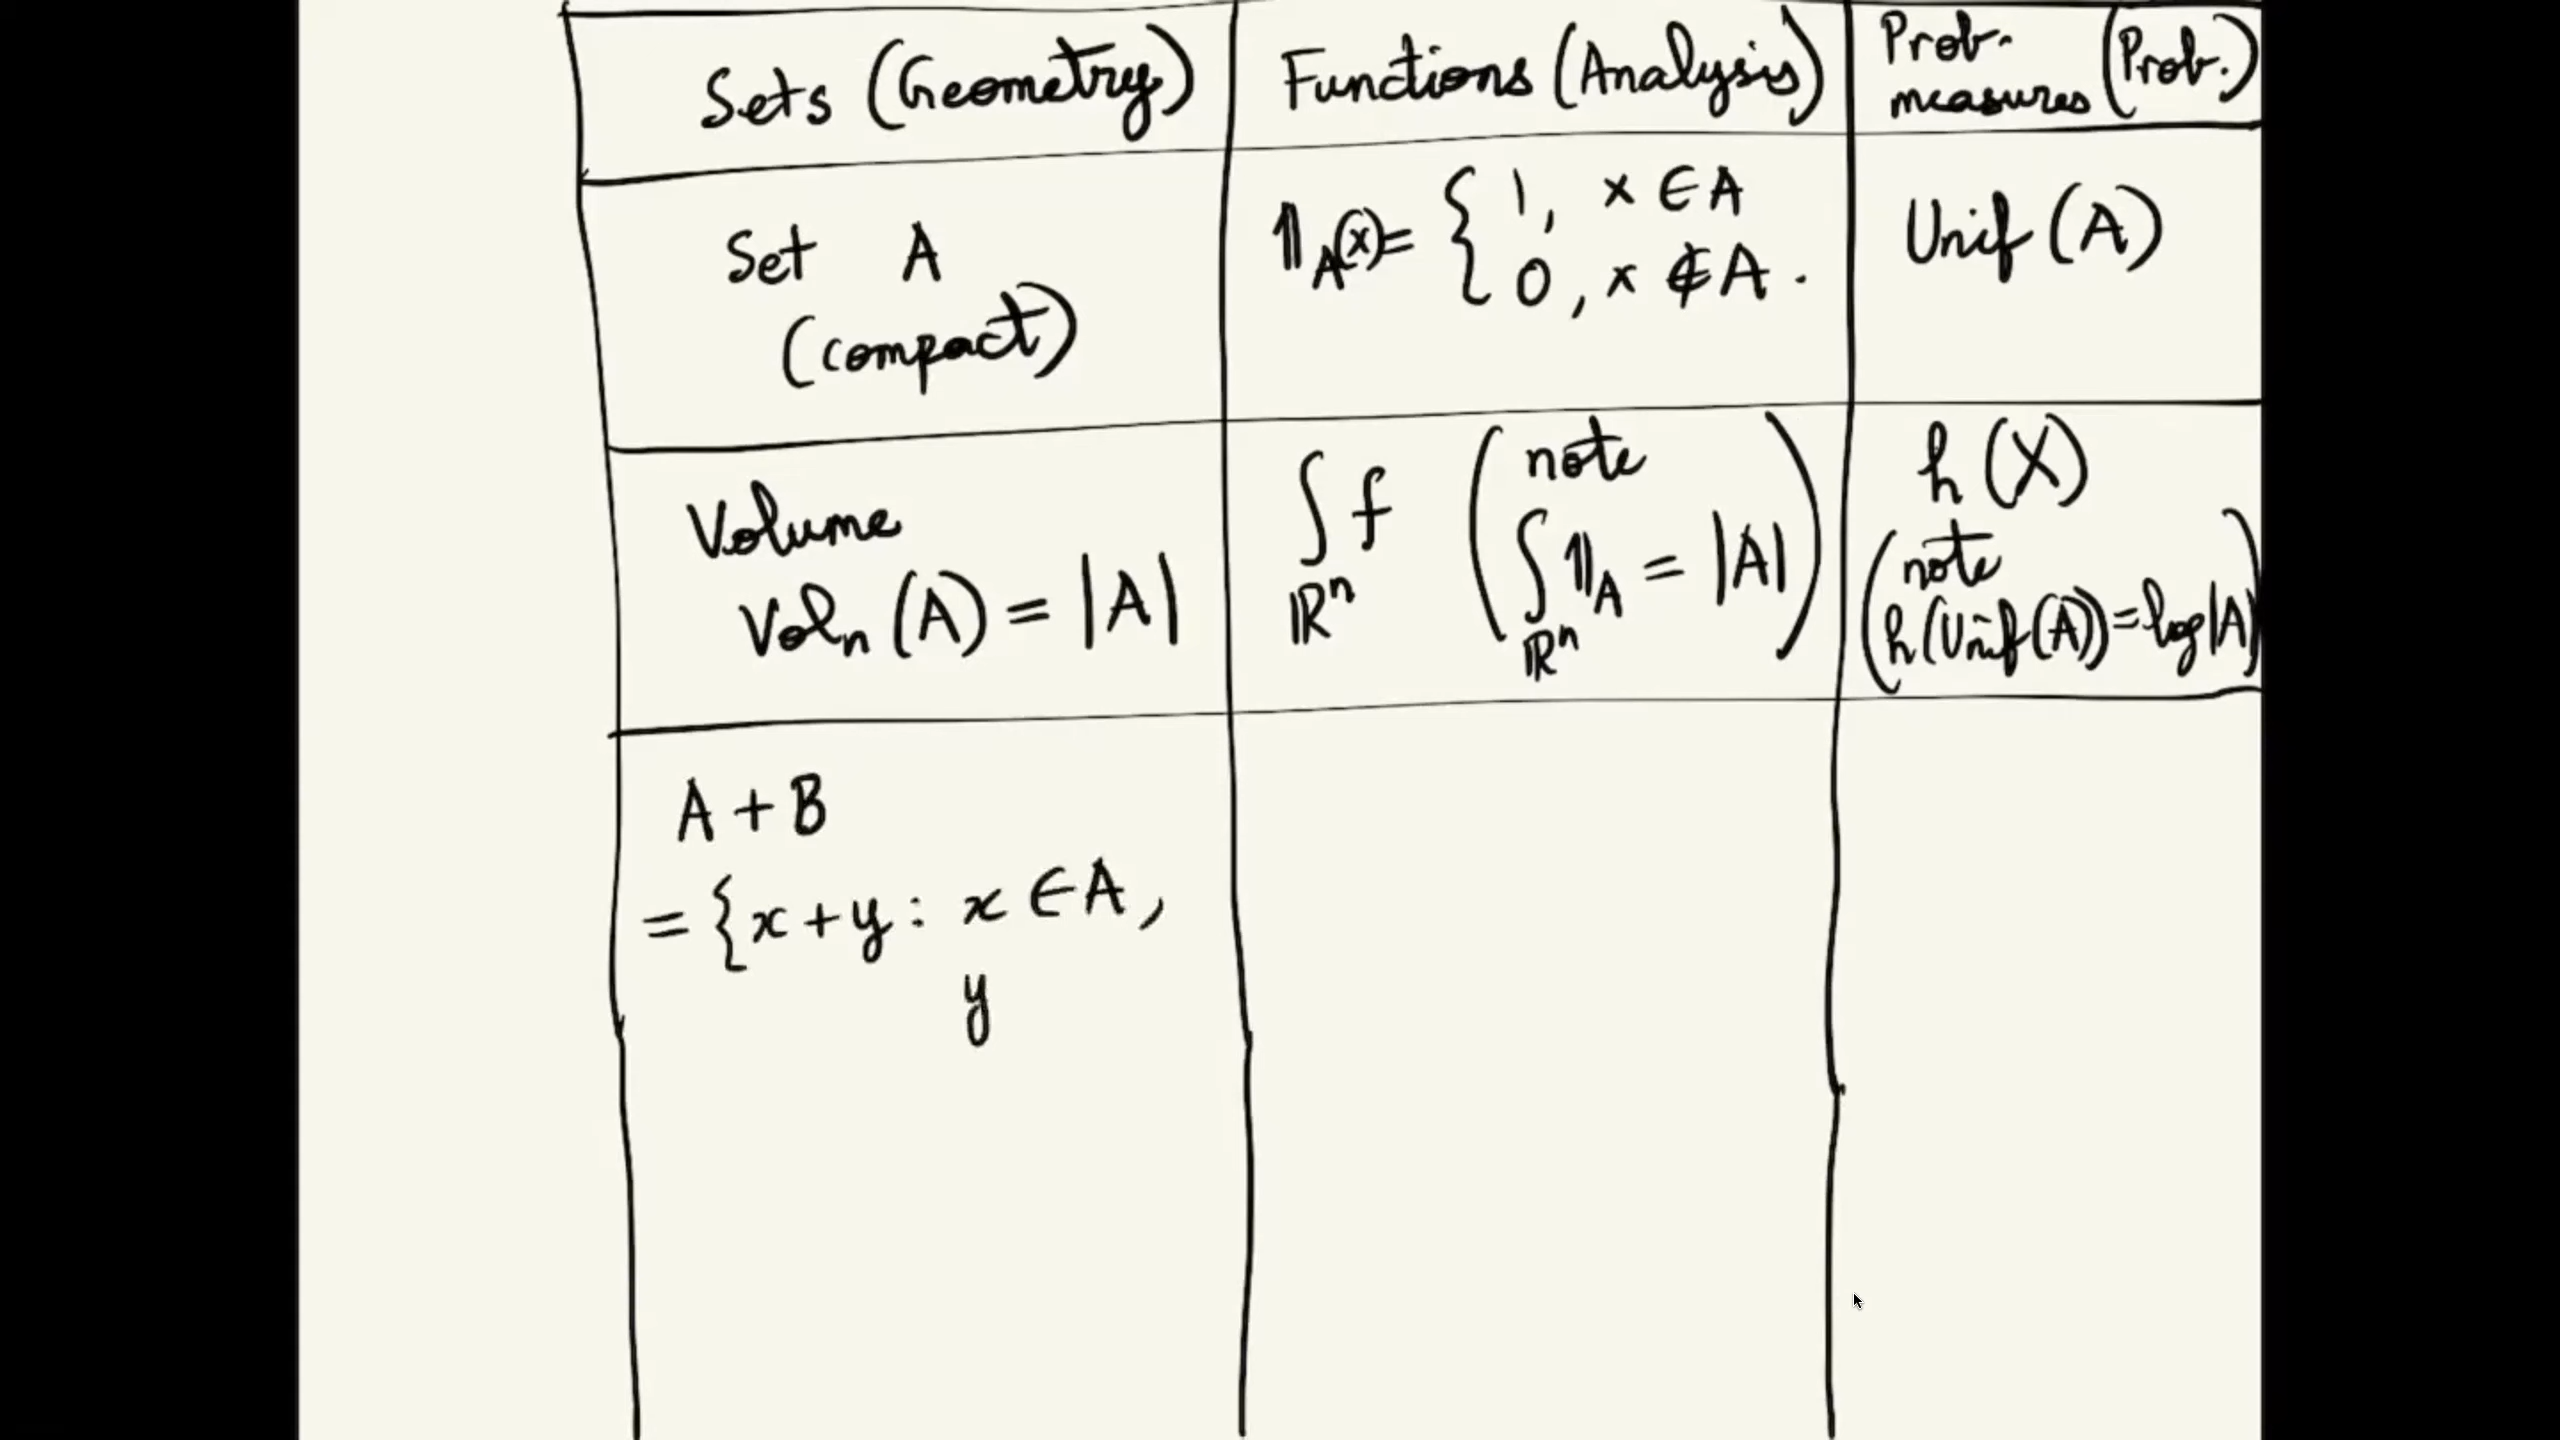 Sets (Geometry)
Functions (Analysis)
Prob. measures (Prob.)
Set A
(compact)
𝟙_A(x) = { 1, x ∈ A
0, x ∉ A.
Unif (A)
Volume
Vol_n (A) = |A|
∫_{ℝ^n} f ( note
∫_{ℝ^n} 𝟙_A = |A| )
h (X)
( note
h (Unif (A)) = log |A| )
A + B
= { x + y : x ∈ A ,
y